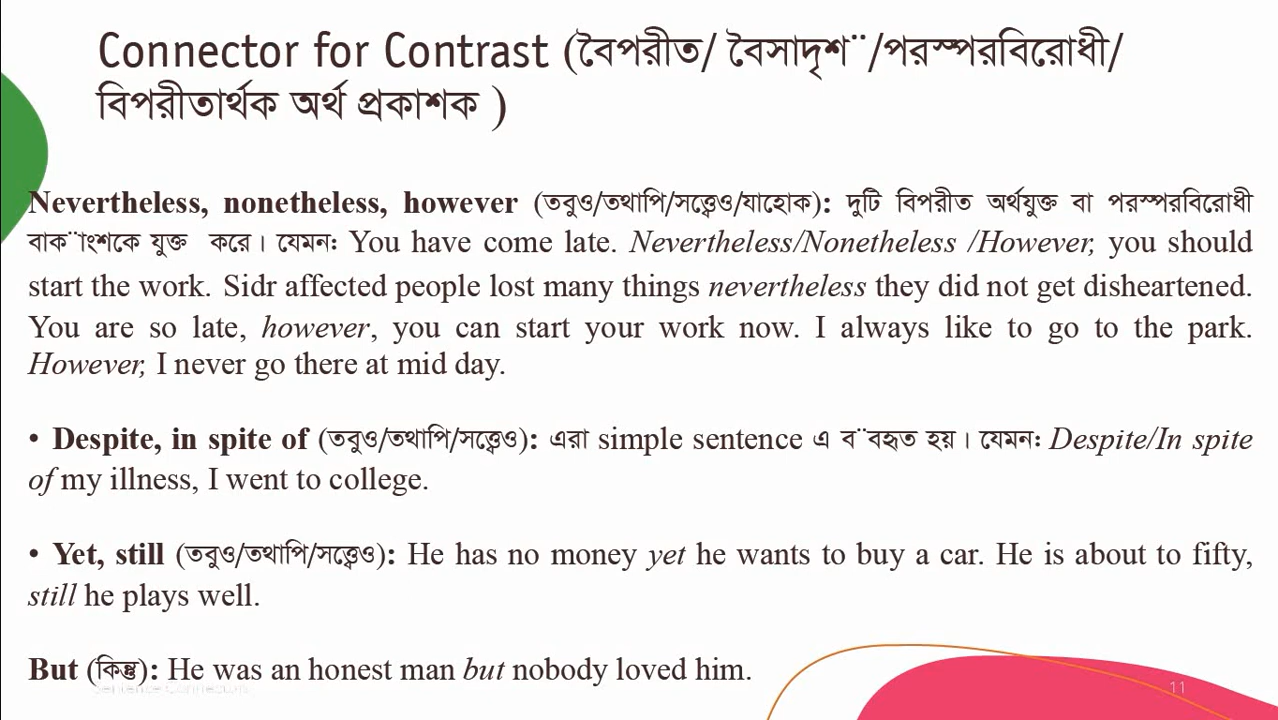 Connector for Contrast (বৈপরীত/ বৈসাদৃশ¨/পরস্পরবিরোধী/
বিপরীতার্থক অর্থ প্রকাশক )
Nevertheless, nonetheless, however (তবুও/তথাপি/সত্ত্বেও/যাহোক): দুটি বিপরীত অর্থযুক্ত বা পরস্পরবিরোধী
বাক¨াংশকে যুক্ত করে। যেমনঃ You have come late. Nevertheless/Nonetheless /However, you should
start the work. Sidr affected people lost many things nevertheless they did not get disheartened.
You are so late, however, you can start your work now. I always like to go to the park.
However, I never go there at mid day.
• Despite, in spite of (তবুও/তথাপি/সত্ত্বেও): এরা simple sentence এ ব¨বহৃত হয়। যেমনঃ Despite/In spite
of my illness, I went to college.
• Yet, still (তবুও/তথাপি/সত্ত্বেও): He has no money yet he wants to buy a car. He is about to fifty,
still he plays well.
But (কিন্তু): He was an honest man but nobody loved him.
Sentence Connector
11